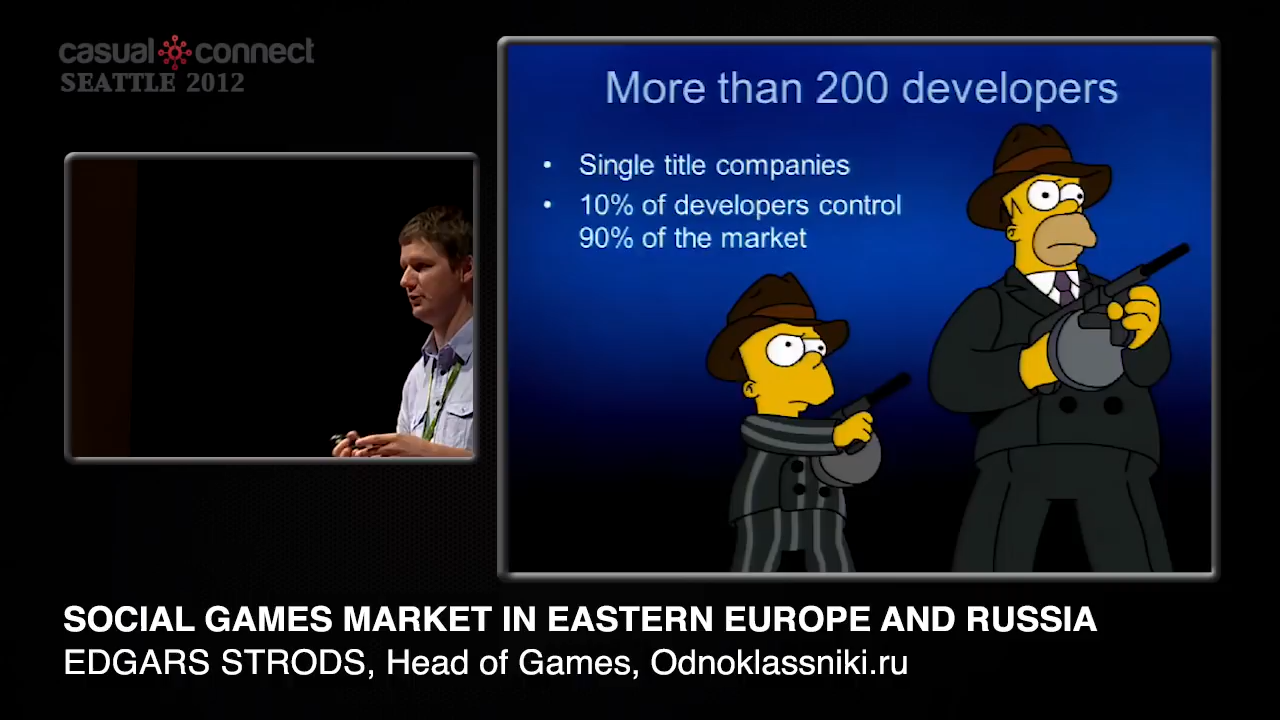 casual connect
SEATTLE 2012
More than 200 developers
• Single title companies
• 10% of developers control
90% of the market
SOCIAL GAMES MARKET IN EASTERN EUROPE AND RUSSIA
EDGARS STRODS, Head of Games, Odnoklassniki.ru